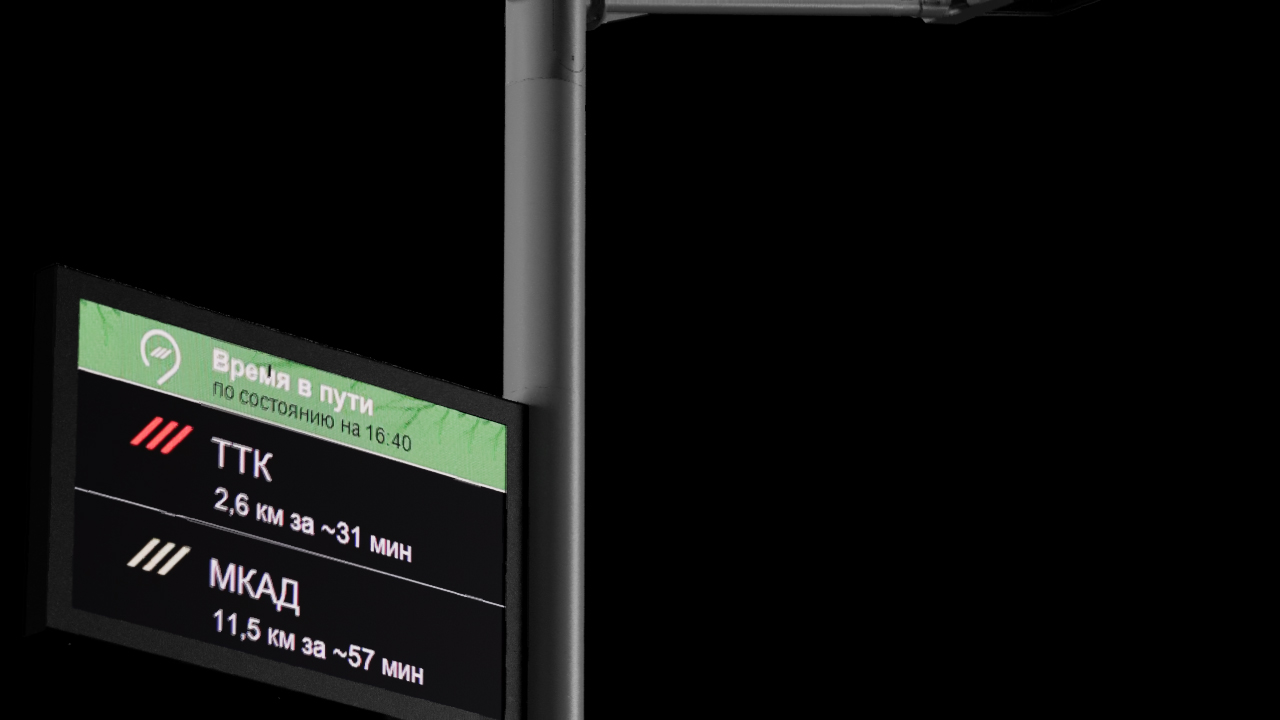 Время в пути
по состоянию на 16:40
ТТК
2,6 км за ~31 мин
МКАД
11,5 км за ~57 мин